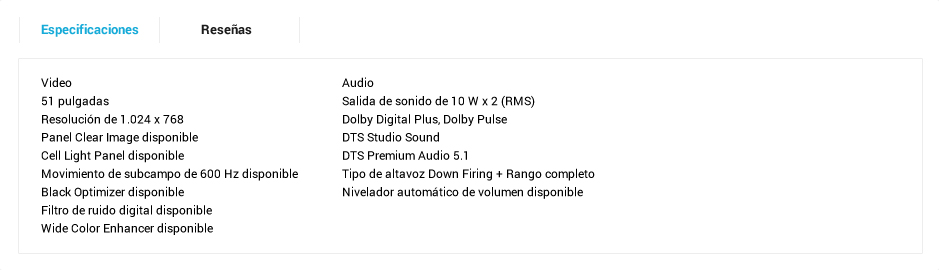 Especificaciones
Reseñas
Video
51 pulgadas
Resolución de 1.024 x 768
Panel Clear Image disponible
Cell Light Panel disponible
Movimiento de subcampo de 600 Hz disponible
Black Optimizer disponible
Filtro de ruido digital disponible
Wide Color Enhancer disponible
Audio
Salida de sonido de 10 W x 2 (RMS)
Dolby Digital Plus, Dolby Pulse
DTS Studio Sound
DTS Premium Audio 5.1
Tipo de altavoz Down Firing + Rango completo
Nivelador automático de volumen disponible